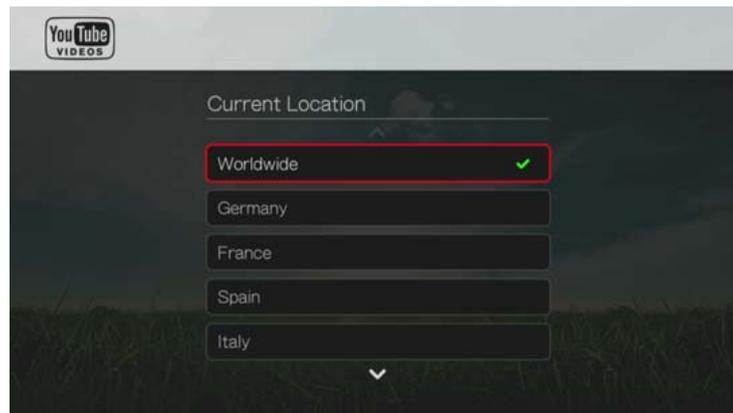 You Tube
VIDEOS
Current Location
Worldwide
Germany
France
Spain
Italy